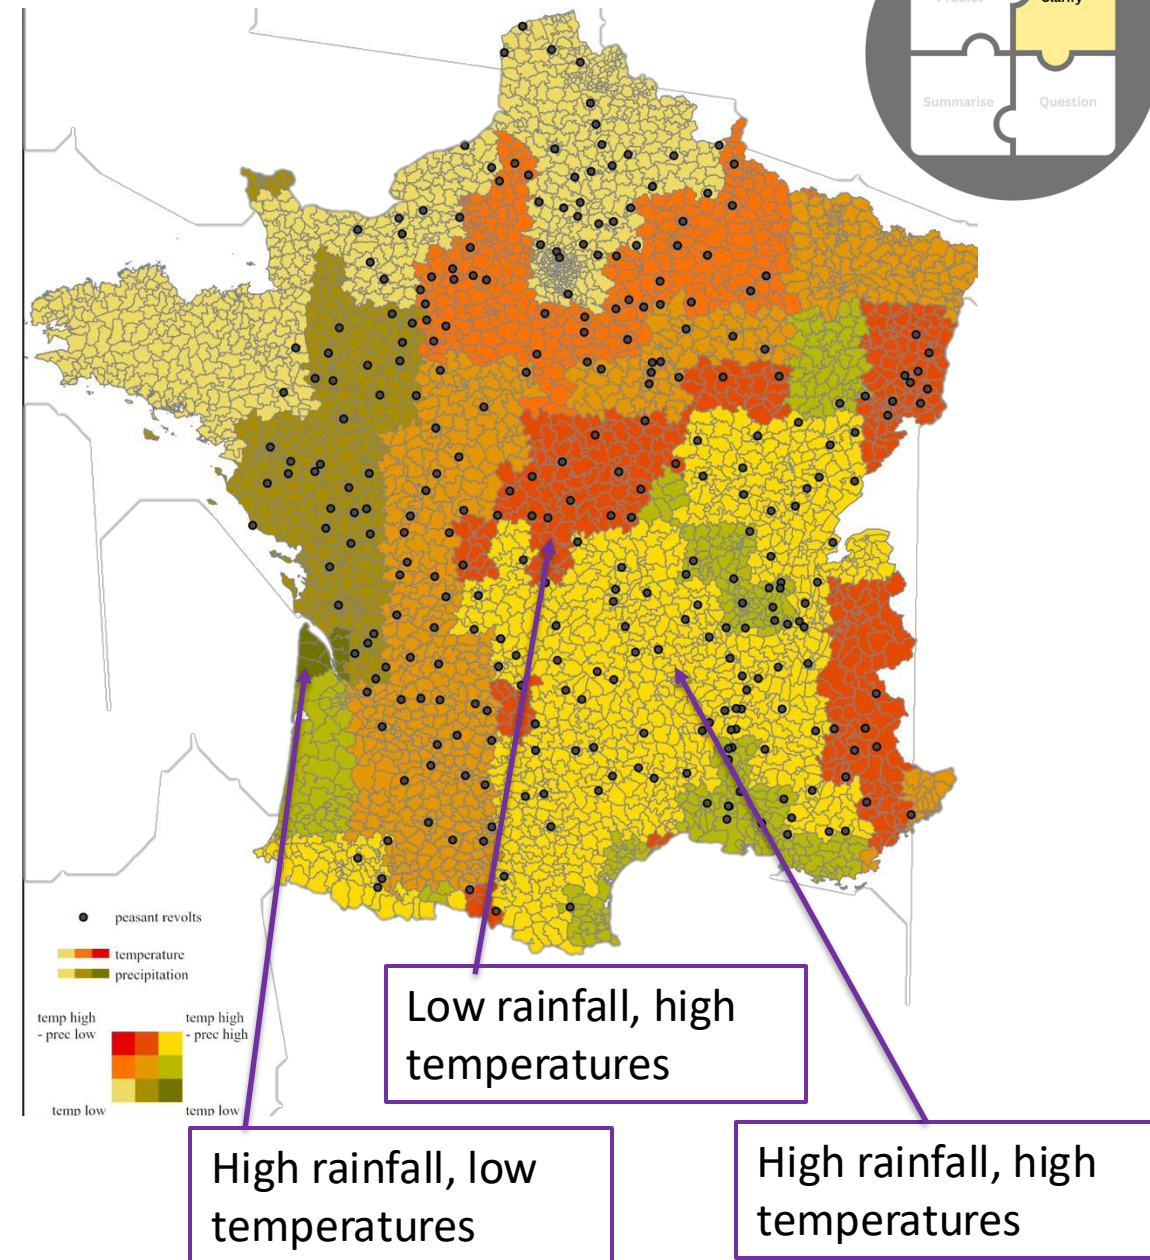 Clarify
Summarise
Question
peasant revolts
temperature
precipitation
temp high
- prec low
temp high
- prec high
temp low
temp low
Low rainfall, high
temperatures
High rainfall, low
temperatures
High rainfall, high
temperatures